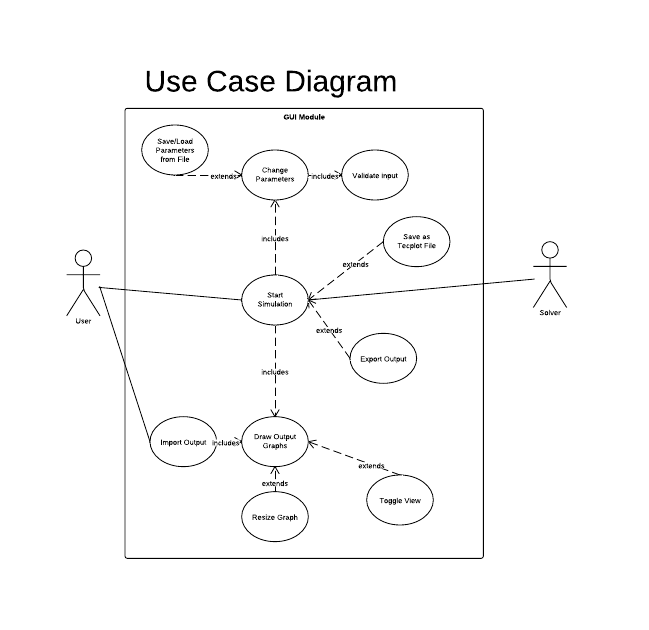 Use Case Diagram
GUI Module
Save/Load
Parameters
from File
extends
Change
Parameters
includes
Validate input
includes
Save as
Tecplot File
extends
User
Start
Simulation
Solver
extends
Export Output
includes
Import Output
includes
Draw Output
Graphs
extends
extends
Toggle View
Resize Graph